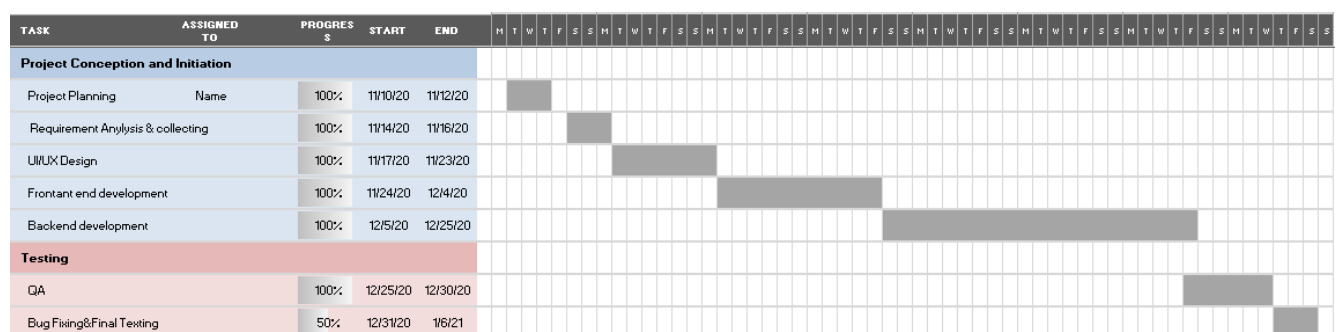 TASK ASSIGNED TO PROGRES S START END M T W T F S S M T W T F S S M T W T F S S M T W T F S S M T W T F S S M T W T F S S M T W T F S S M T W T F S S
Project Conception and Initiation
Project Planning Name 100% 11/10/20 11/12/20
Requirement Anylysis & collecting 100% 11/14/20 11/16/20
UI/UX Design 100% 11/17/20 11/23/20
Frontant end development 100% 11/24/20 12/4/20
Backend development 100% 12/5/20 12/25/20
Testing
QA 100% 12/25/20 12/30/20
Bug Fixing&Final Texting 50% 12/31/20 1/6/21